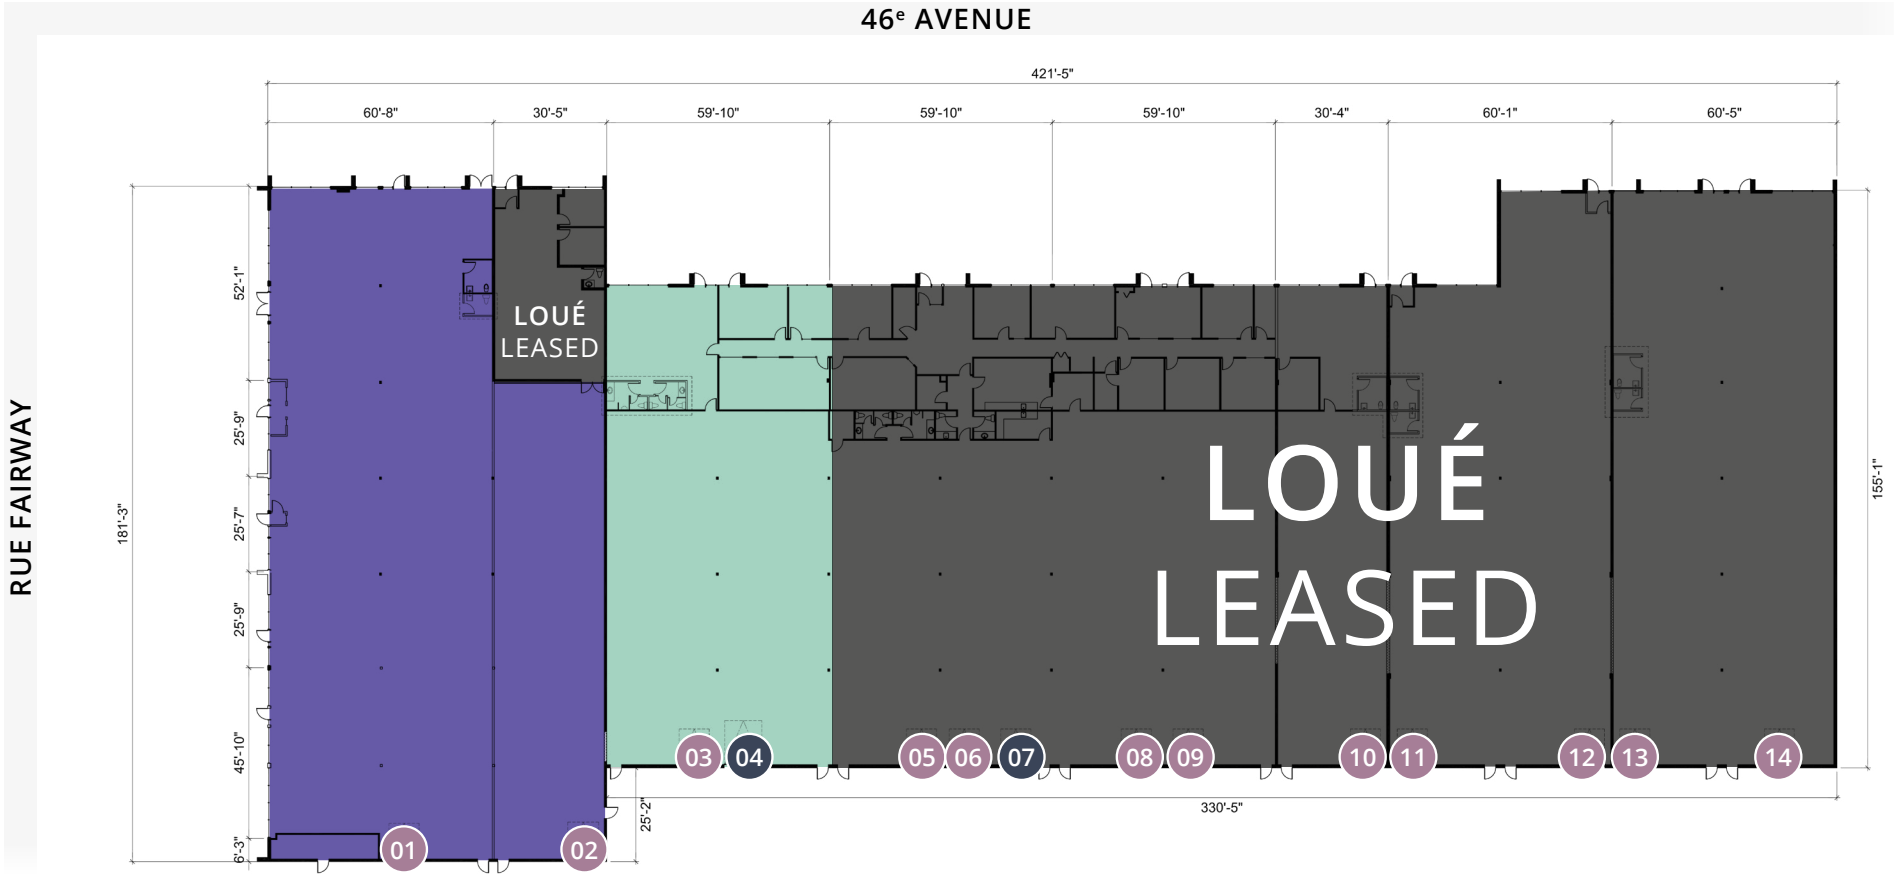 46e AVENUE
421'-5"
60'-8" 30'-5" 59'-10" 59'-10" 59'-10" 30'-4" 60'-1" 60'-5"
RUE FAIRWAY
181'-3"
52'-1"
25'-9"
25'-7"
25'-9"
45'-10"
6'-3"
LOUÉ
LEASED
LOUÉ
LEASED
155'-1"
03 04 05 06 07 08 09 10 11 12 13 14
330'-5"
25'-2"
01 02